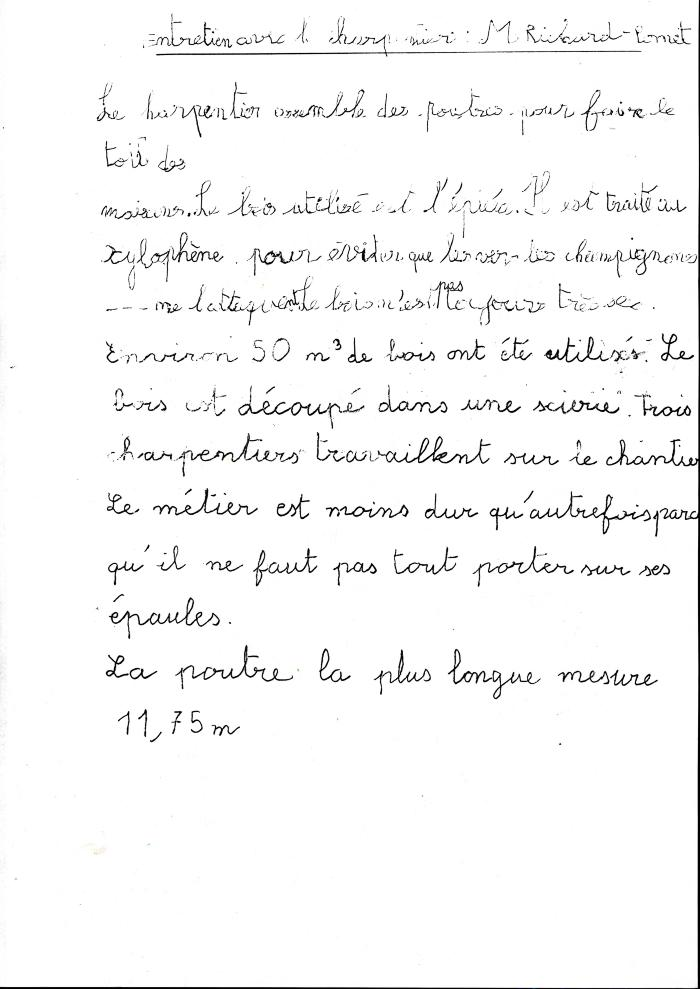 Entretien avec le charpentier : M Richard-Pomet
Le charpentier assemble des poutres pour faire le
toit des
maisons. Le bois utilisé est l'épicéa. Il est traité au
xylophène pour éviter que les vers les champignons
--- ne l'attaquent. Le bois n'est pas toujours très sec.
Environ 50 m³ de bois ont été utilisés. Le
bois est découpé dans une scierie. Trois
charpentiers travaillent sur le chantier
Le métier est moins dur qu'autrefois parc
qu'il ne faut pas tout porter sur ses
épaules.
La poutre la plus longue mesure
11,75 m